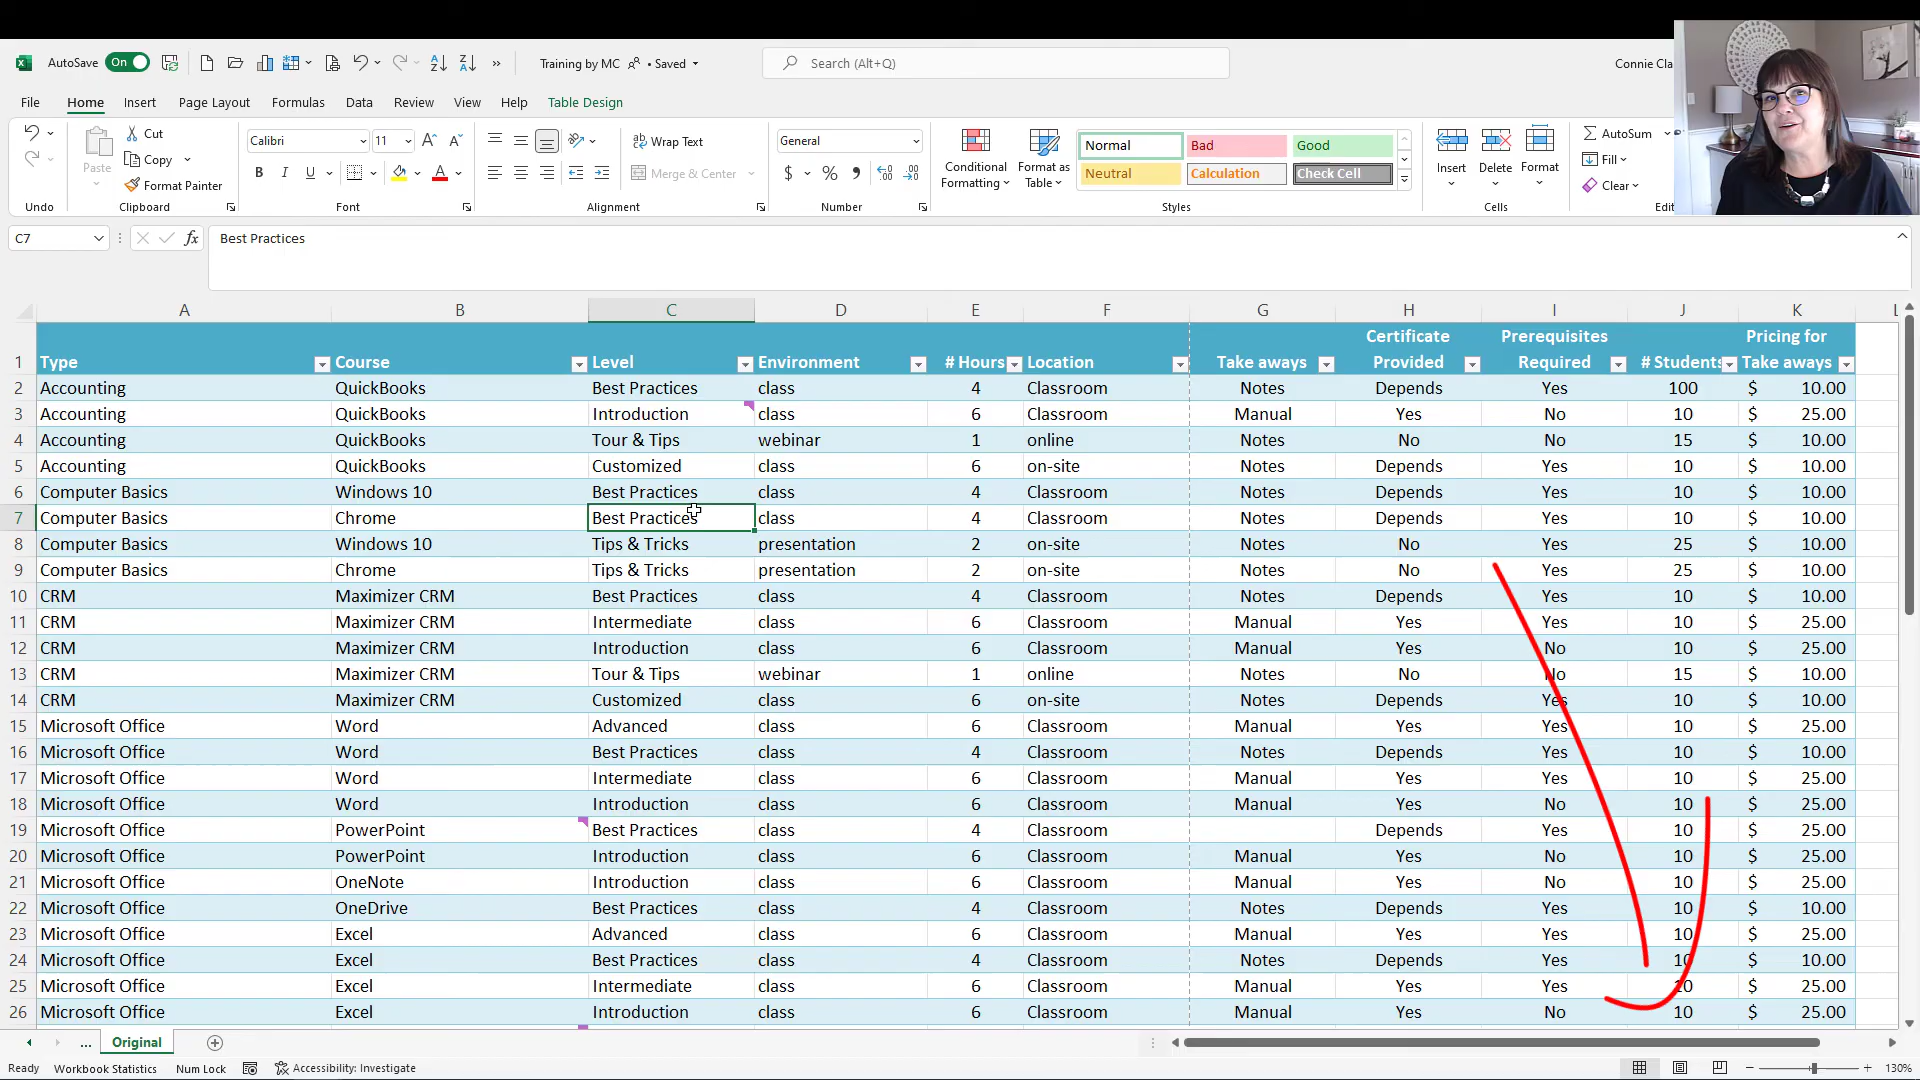 AutoSave On Training by MC • Saved Search (Alt+Q) Connie Cla
File Home Insert Page Layout Formulas Data Review View Help Table Design
Paste Cut Copy Format Painter Calibri 11 B I U Wrap Text Merge & Center General $ % Conditional Formatting Format as Table Normal Bad Good Neutral Calculation Check Cell Insert Delete Format AutoSum Fill Clear
Undo Clipboard Font Alignment Number Styles Cells Edit
C7 fx Best Practices
A B C D E F G H I J K L
1 Type Course Level Environment # Hours Location Take aways Certificate Provided Prerequisites Required # Students Pricing for Take aways
2 Accounting QuickBooks Best Practices class 4 Classroom Notes Depends Yes 100 $ 10.00
3 Accounting QuickBooks Introduction class 6 Classroom Manual Yes No 10 $ 25.00
4 Accounting QuickBooks Tour & Tips webinar 1 online Notes No No 15 $ 10.00
5 Accounting QuickBooks Customized class 6 on-site Notes Depends Yes 10 $ 10.00
6 Computer Basics Windows 10 Best Practices class 4 Classroom Notes Depends Yes 10 $ 10.00
7 Computer Basics Chrome Best Practices class 4 Classroom Notes Depends Yes 10 $ 10.00
8 Computer Basics Windows 10 Tips & Tricks presentation 2 on-site Notes No Yes 25 $ 10.00
9 Computer Basics Chrome Tips & Tricks presentation 2 on-site Notes No Yes 25 $ 10.00
10 CRM Maximizer CRM Best Practices class 4 Classroom Notes Depends Yes 10 $ 10.00
11 CRM Maximizer CRM Intermediate class 6 Classroom Manual Yes Yes 10 $ 25.00
12 CRM Maximizer CRM Introduction class 6 Classroom Manual Yes No 10 $ 25.00
13 CRM Maximizer CRM Tour & Tips webinar 1 online Notes No No 15 $ 10.00
14 CRM Maximizer CRM Customized class 6 on-site Notes Depends Yes 10 $ 10.00
15 Microsoft Office Word Advanced class 6 Classroom Manual Yes Yes 10 $ 25.00
16 Microsoft Office Word Best Practices class 4 Classroom Notes Depends Yes 10 $ 10.00
17 Microsoft Office Word Intermediate class 6 Classroom Manual Yes Yes 10 $ 25.00
18 Microsoft Office Word Introduction class 6 Classroom Manual Yes No 10 $ 25.00
19 Microsoft Office PowerPoint Best Practices class 4 Classroom Depends Yes 10 $ 25.00
20 Microsoft Office PowerPoint Introduction class 6 Classroom Manual Yes No 10 $ 25.00
21 Microsoft Office OneNote Introduction class 6 Classroom Manual Yes No 10 $ 25.00
22 Microsoft Office OneDrive Best Practices class 4 Classroom Notes Depends Yes 10 $ 10.00
23 Microsoft Office Excel Advanced class 6 Classroom Manual Yes Yes 10 $ 25.00
24 Microsoft Office Excel Best Practices class 4 Classroom Notes Depends Yes 10 $ 10.00
25 Microsoft Office Excel Intermediate class 6 Classroom Manual Yes Yes 10 $ 25.00
26 Microsoft Office Excel Introduction class 6 Classroom Manual Yes No 10 $ 25.00
... Original
Ready Workbook Statistics Num Lock Accessibility: Investigate 130%